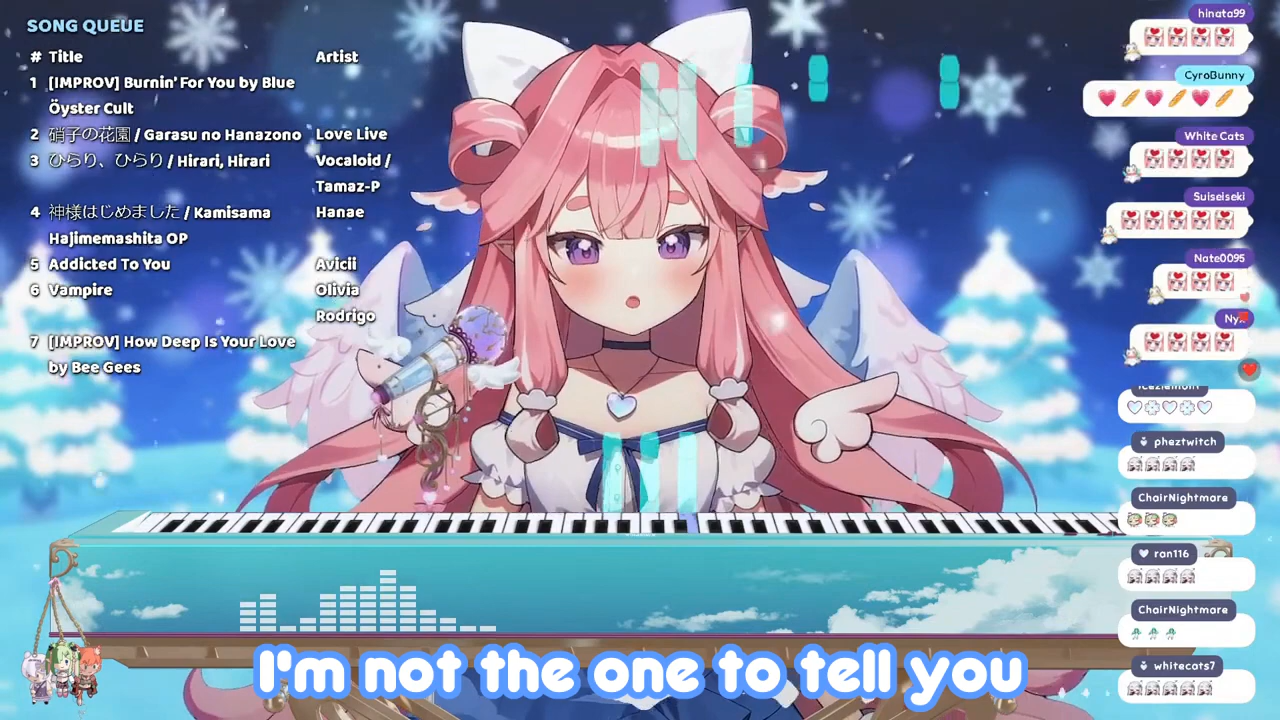 SONG QUEUE
# Title Artist
1 [IMPROV] Burnin' For You by Blue
Öyster Cult
2 硝子の花園 / Garasu no Hanazono Love Live
3 ひらり、ひらり / Hirari, Hirari Vocaloid /
Tamaz-P
4 神様はじめました / Kamisama Hanae
Hajimemashita OP
5 Addicted To You Avicii
6 Vampire Olivia
Rodrigo
7 [IMPROV] How Deep Is Your Love
by Bee Gees
hinata99
CyroBunny
White Cats
Suiseiseki
Nate0095
pheztwitch
ChairNightmare
ran116
ChairNightmare
whitecats7
I'm not the one to tell you